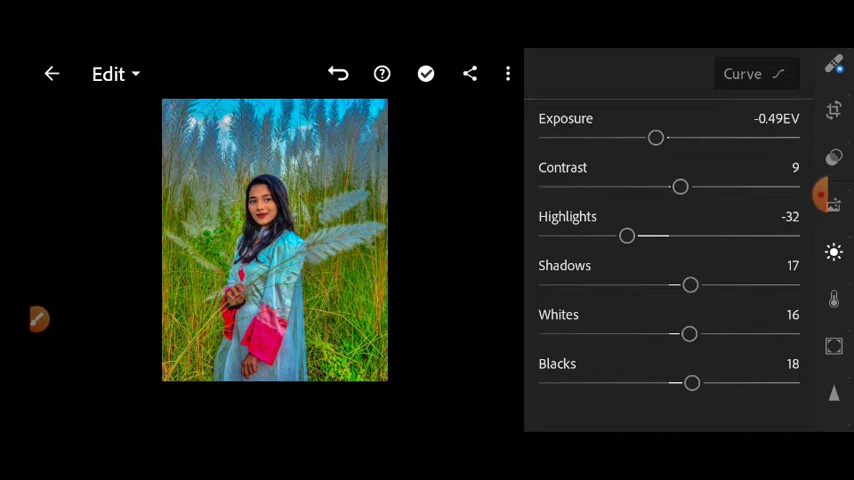 Edit
Curve
Exposure -0.49EV
Contrast 9
Highlights -32
Shadows 17
Whites 16
Blacks 18